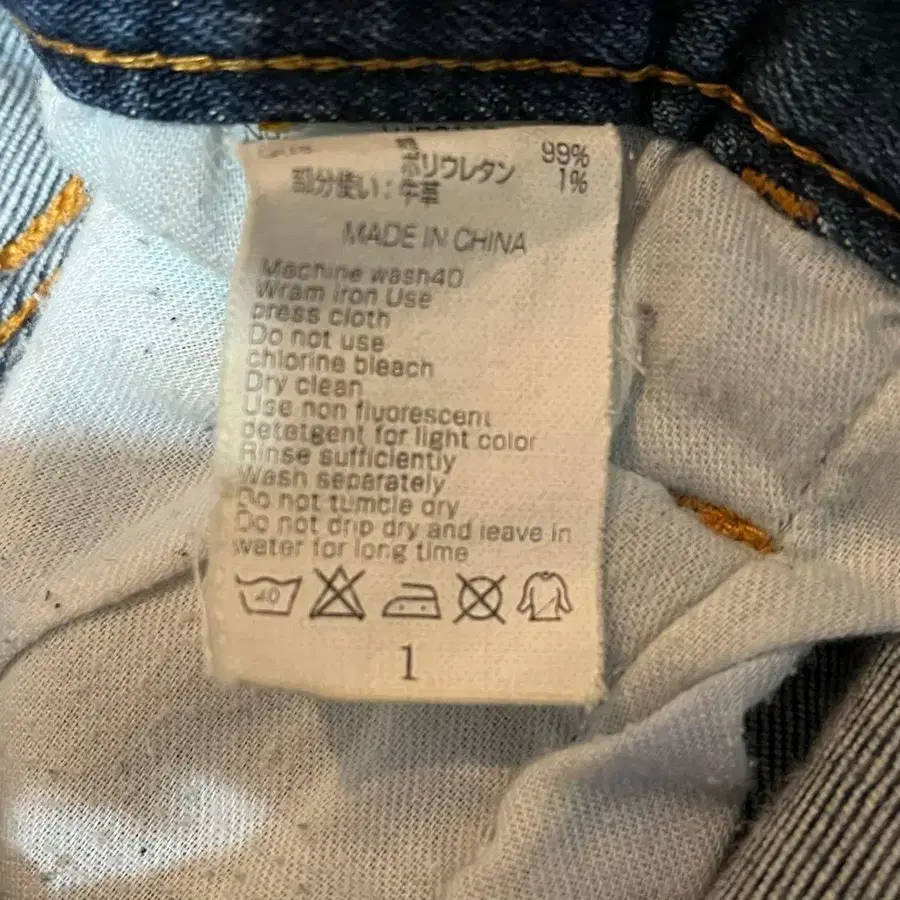 99%
ポリウレタン 1%
部分使い：牛革
MADE IN CHINA
Machine wash40
Wram iron Use
press cloth
Do not use
chlorine bleach
Dry clean
Use non fluorescent
detetgent for light color
Rinse sufficiently
Wash separately
Do not tumble dry
Do not drip dry and leave in
water for long time
40
1